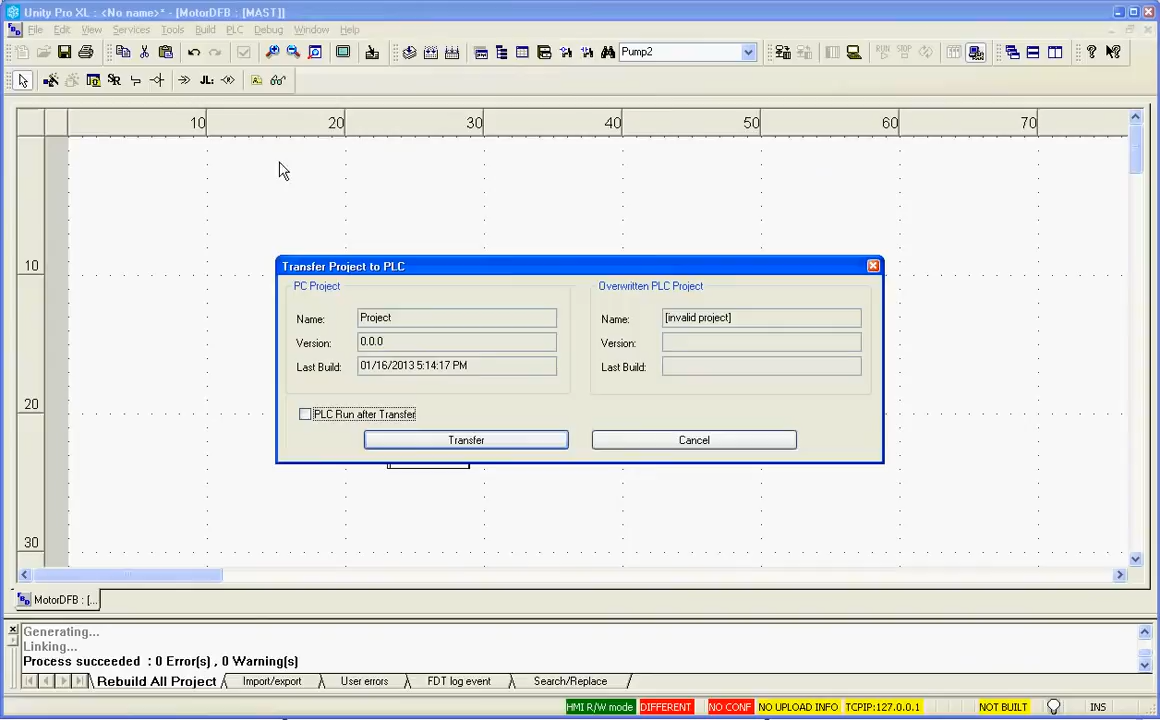 Unity Pro XL : <No name>* - [MotorDFB : [MAST]]
File Edit View Services Tools Build PLC Debug Window Help
Pump2
RUN STOP
SR JL:
10 20 30 40 50 60 70
10
20
30
Transfer Project to PLC
PC Project
Name: Project
Version: 0.0.0
Last Build: 01/16/2013 5:14:17 PM
Overwritten PLC Project
Name: [invalid project]
Version:
Last Build:
PLC Run after Transfer
Transfer Cancel
MotorDFB : [...
Generating...
Linking...
Process succeeded : 0 Error(s) , 0 Warning(s)
Rebuild All Project Import/export User errors FDT log event Search/Replace
HMI R/W mode DIFFERENT NO CONF NO UPLOAD INFO TCPIP:127.0.0.1 NOT BUILT INS